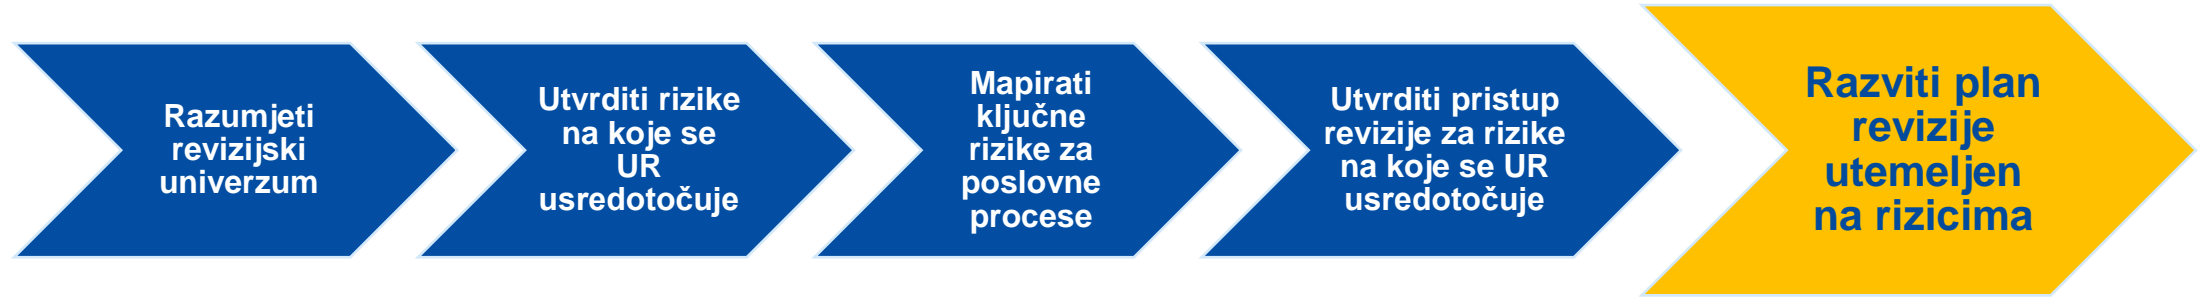 Razumjeti
revizijski
univerzum
Utvrditi rizike
na koje se
UR
usredotočuje
Mapirati
ključne
rizike za
poslovne
procese
Utvrditi pristup
revizije za rizike
na koje se UR
usredotočuje
Razviti plan
revizije
utemeljen
na rizicima